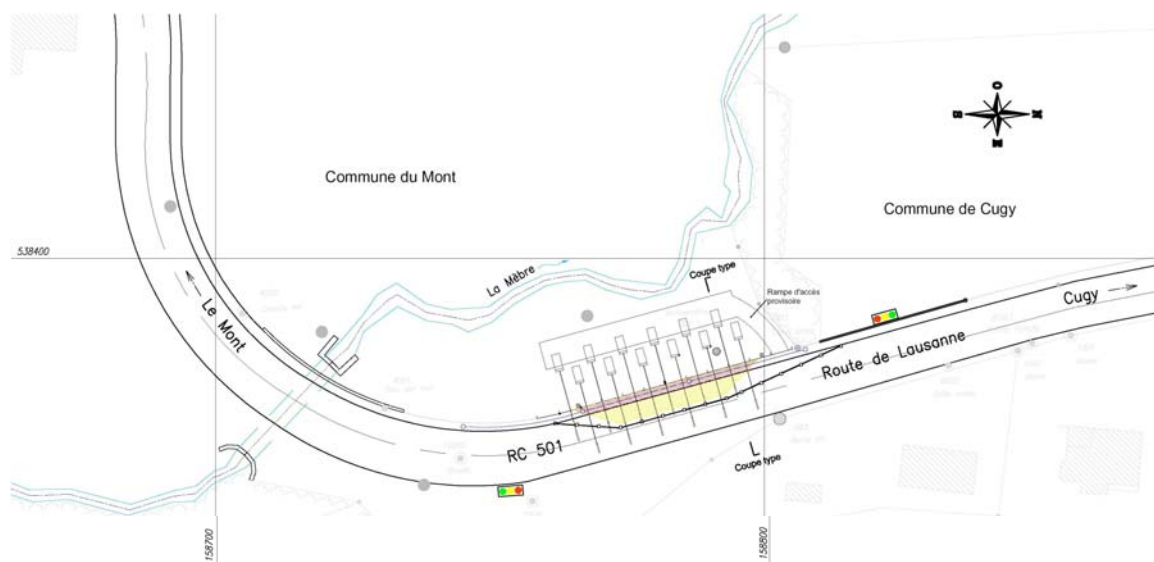 O
S
N
E
Commune du Mont
Commune de Cugy
538400
La Mèbre
Coupe type
Rampe d'accès
provisoire
Le Mont
Cugy
Route de Lausanne
RC 501
Coupe type
158700
158800